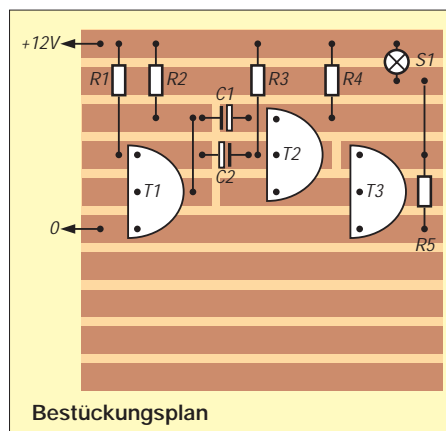 +12V
R1
R2
C1
R3
R4
S1
C2
T2
T1
T3
0
R5
Bestückungsplan